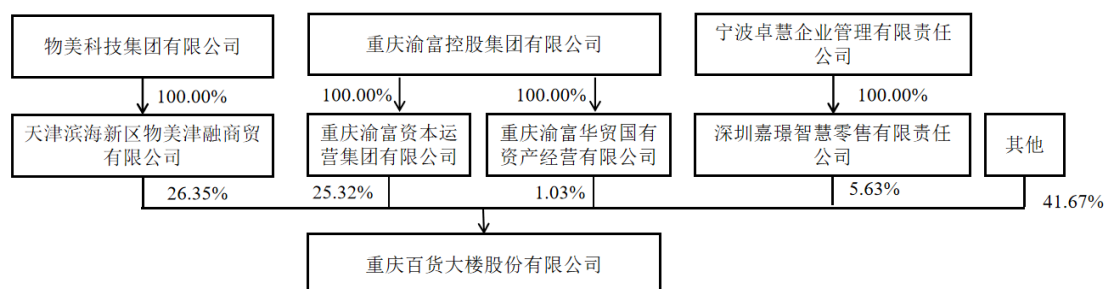 物美科技集团有限公司
重庆渝富控股集团有限公司
宁波卓慧企业管理有限责任
公司
100.00%
100.00%
100.00%
100.00%
天津滨海新区物美津融商贸
有限公司
重庆渝富资本运
营集团有限公司
重庆渝富华贸国有
资产经营有限公司
深圳嘉璟智慧零售有限责任
公司
其他
26.35%
25.32%
1.03%
5.63%
41.67%
重庆百货大楼股份有限公司